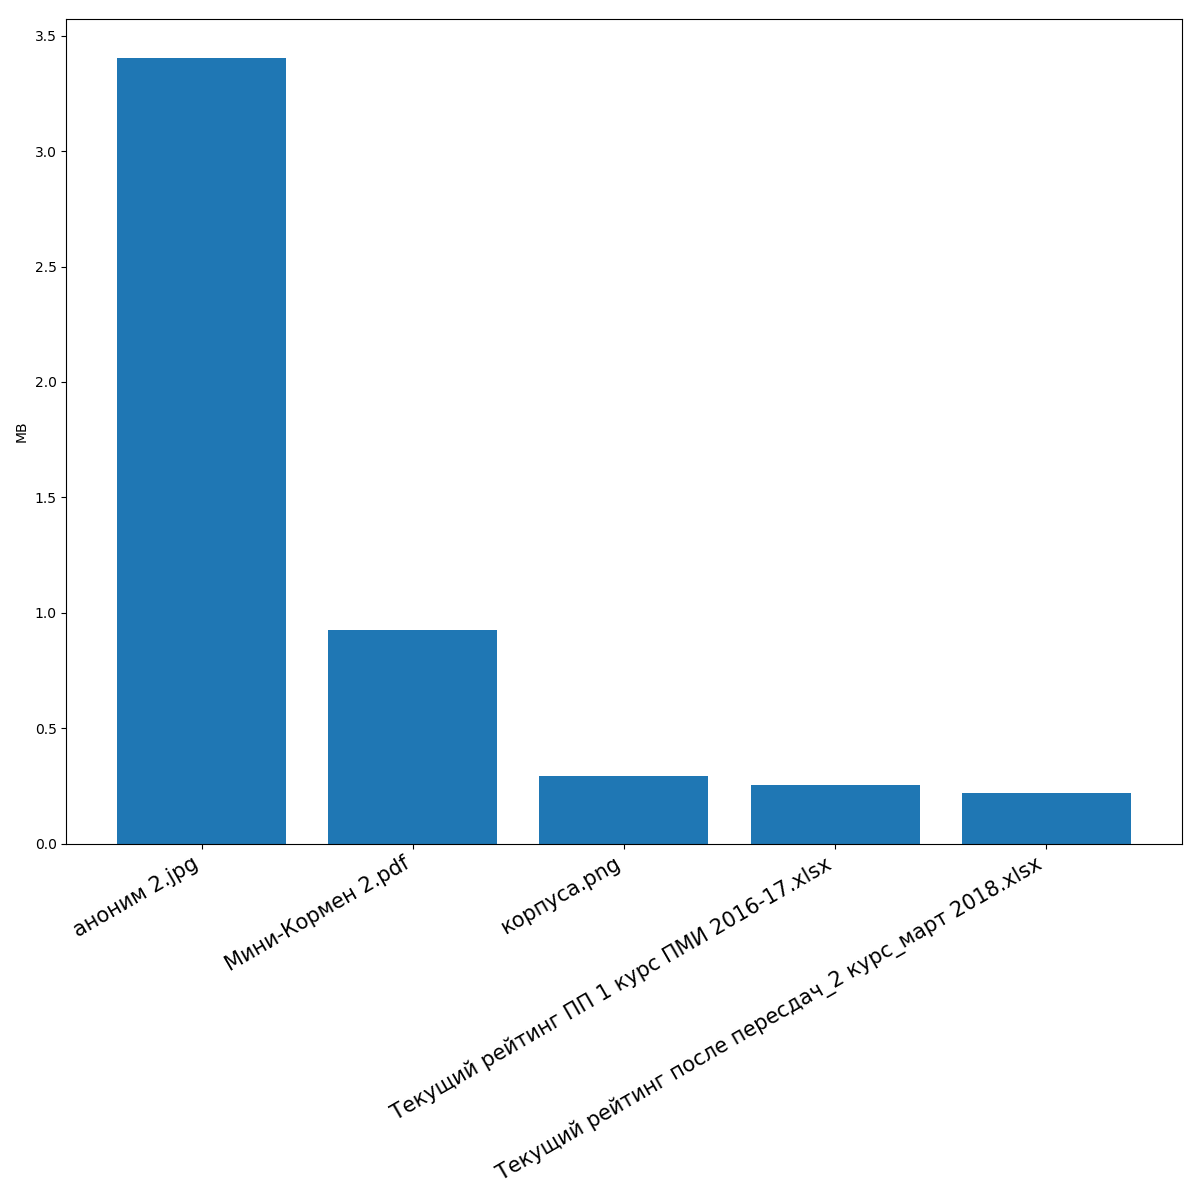 3.5
3.0
2.5
2.0
1.5
1.0
0.5
0.0
MB
аноним 2.jpg
Мини-Кормен 2.pdf
корпуса.png
Текущий рейтинг ПП 1 курс ПМИ 2016-17.xlsx
Текущий рейтинг после пересдач_2 курс_март 2018.xlsx